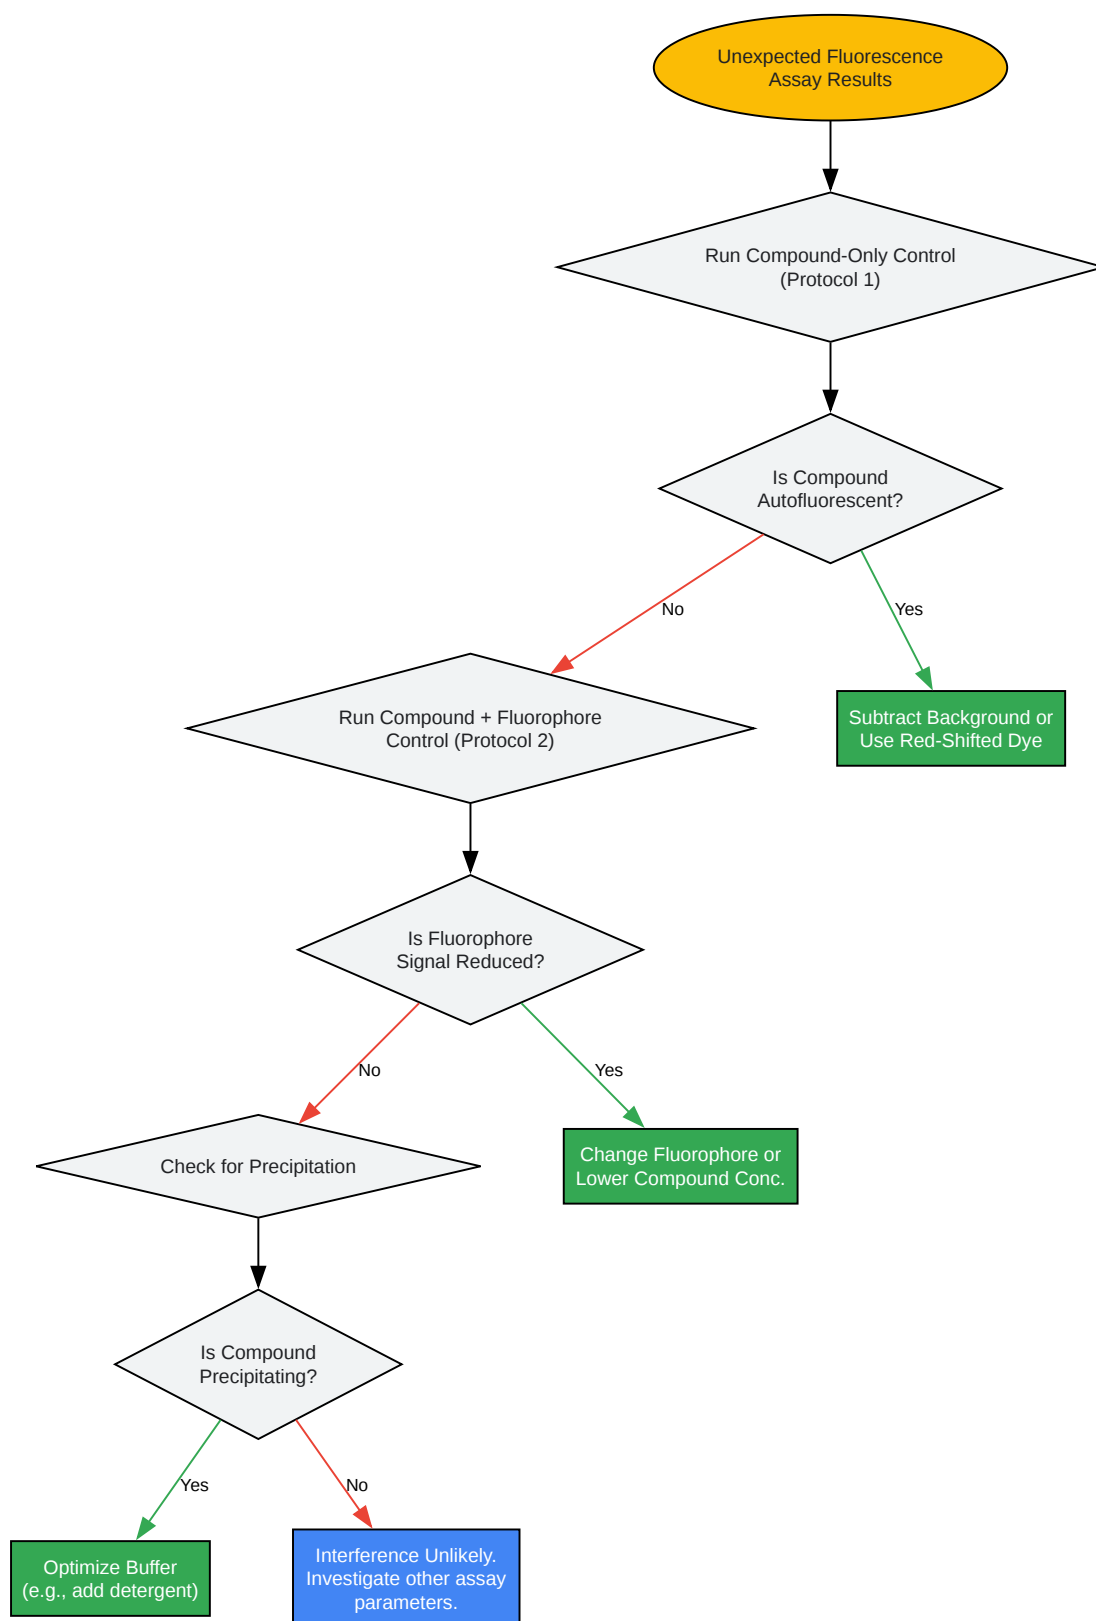 Unexpected Fluorescence
Assay Results
Run Compound-Only Control
(Protocol 1)
Is Compound
Autofluorescent?
No
Yes
Run Compound + Fluorophore
Control (Protocol 2)
Subtract Background or
Use Red-Shifted Dye
Is Fluorophore
Signal Reduced?
No
Yes
Check for Precipitation
Change Fluorophore or
Lower Compound Conc.
Is Compound
Precipitating?
Yes
No
Optimize Buffer
(e.g., add detergent)
Interference Unlikely.
Investigate other assay
parameters.